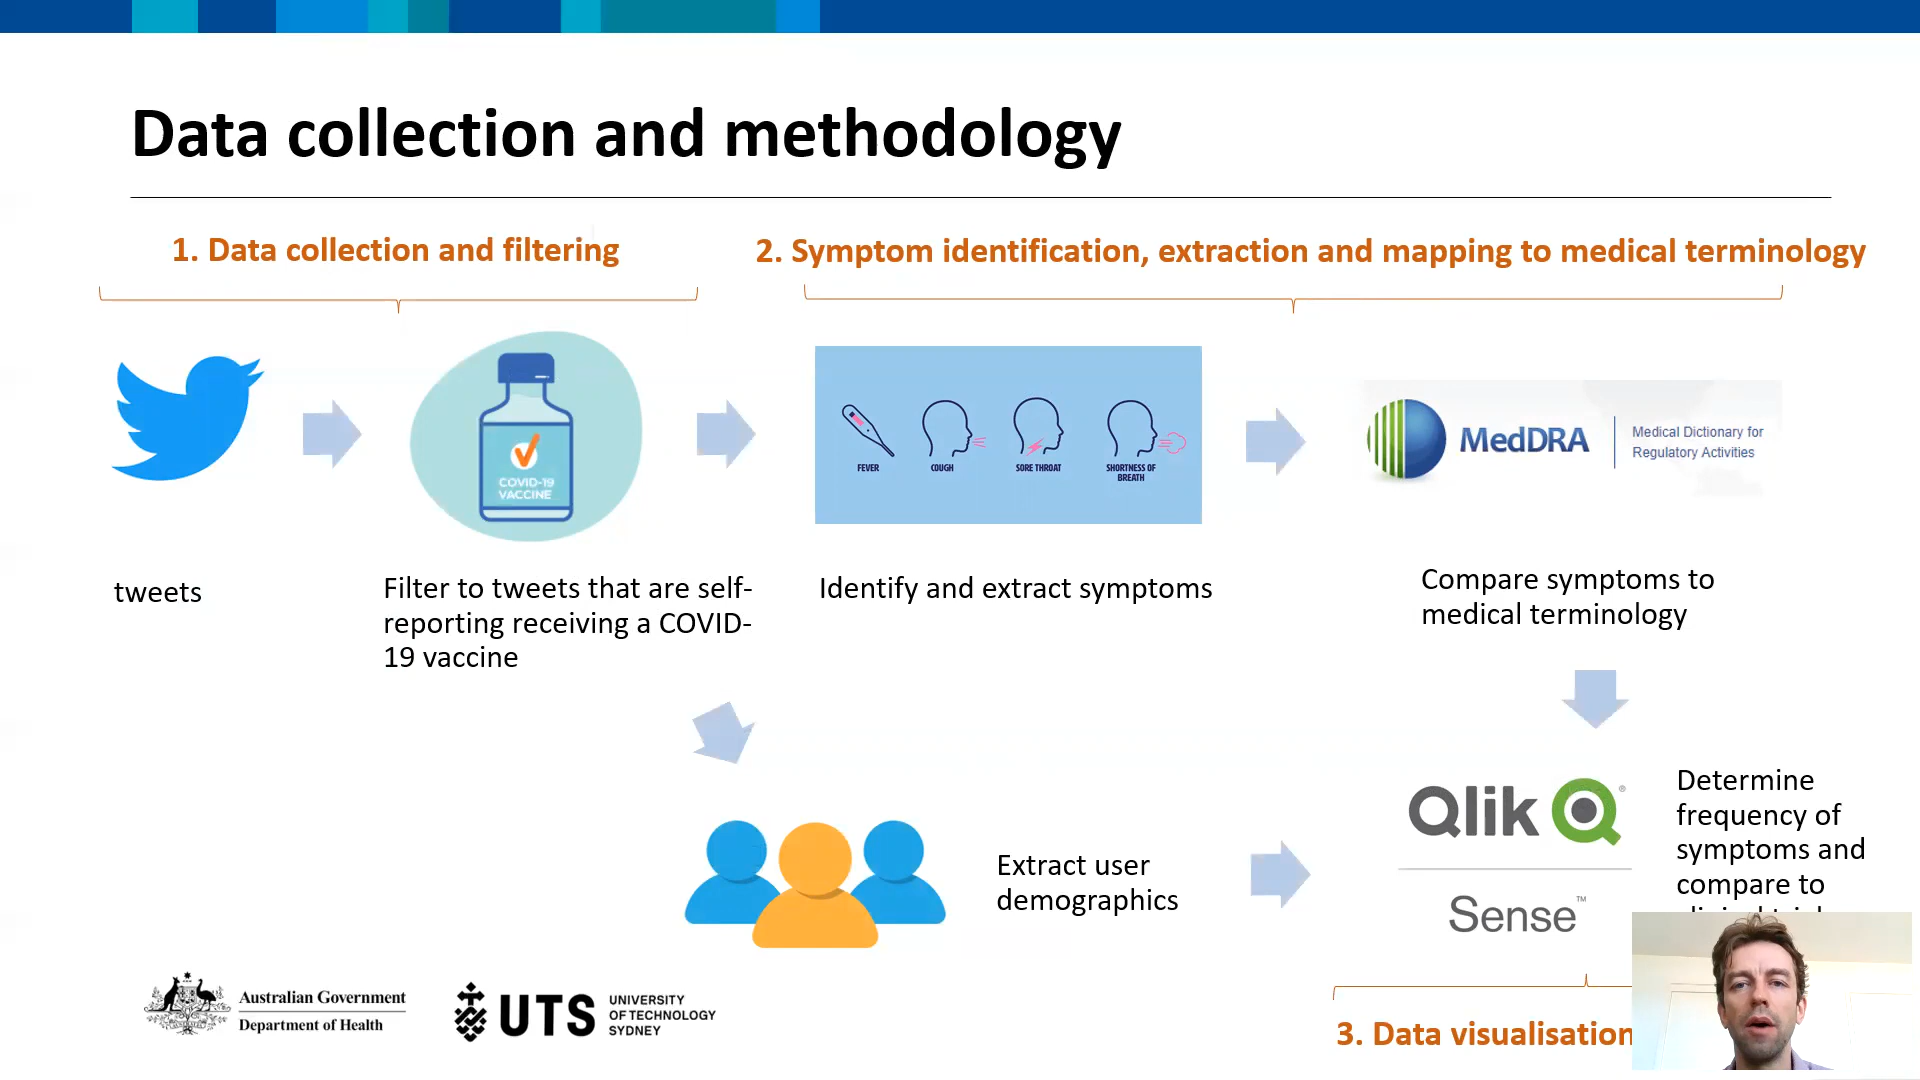 Data collection and methodology
1. Data collection and filtering
2. Symptom identification, extraction and mapping to medical terminology
COVID-19
VACCINE
FEVER
COUGH
SORE THROAT
SHORTNESS OF
BREATH
MedDRA
Medical Dictionary for
Regulatory Activities
tweets
Filter to tweets that are self-
reporting receiving a COVID-
19 vaccine
Identify and extract symptoms
Compare symptoms to
medical terminology
Extract user
demographics
Qlik Q®
Sense™
Determine
frequency of
symptoms and
compare to
Australian Government
Department of Health
UTS
UNIVERSITY
OF TECHNOLOGY
SYDNEY
3. Data visualisation